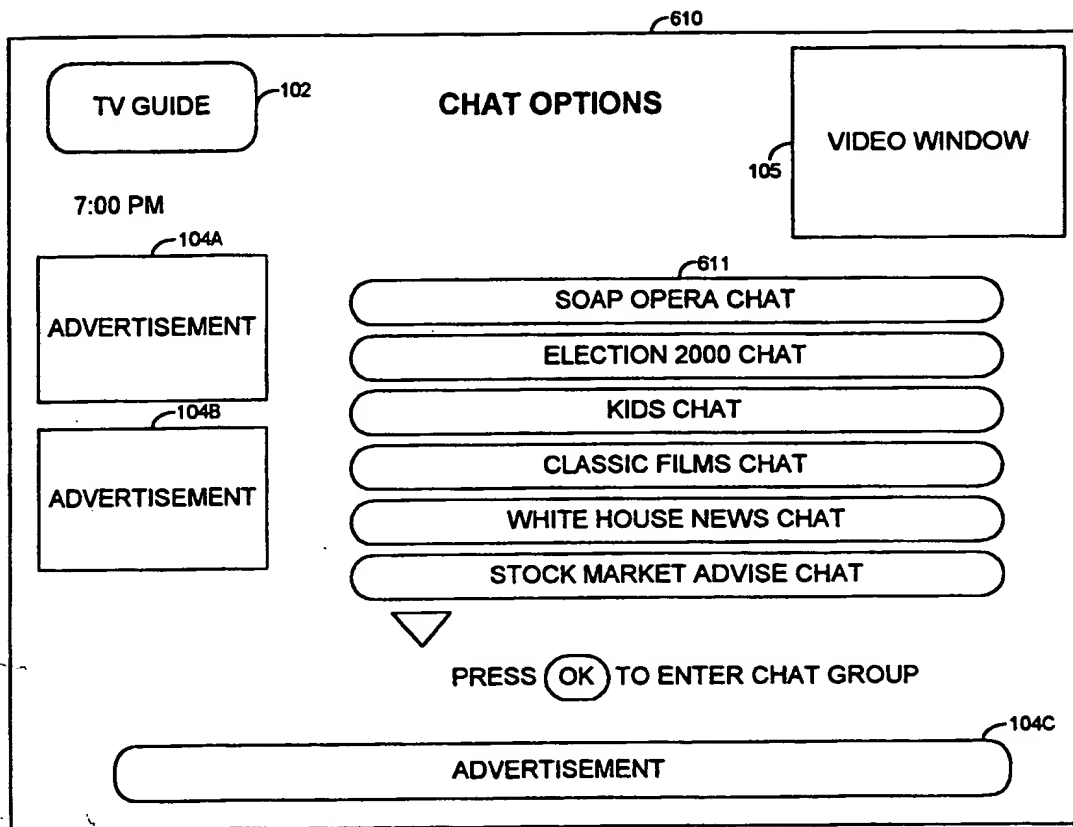 610
TV GUIDE
102
CHAT OPTIONS
VIDEO WINDOW
105
7:00 PM
104A
ADVERTISEMENT
104B
ADVERTISEMENT
611
SOAP OPERA CHAT
ELECTION 2000 CHAT
KIDS CHAT
CLASSIC FILMS CHAT
WHITE HOUSE NEWS CHAT
STOCK MARKET ADVISE CHAT
PRESS OK TO ENTER CHAT GROUP
104C
ADVERTISEMENT